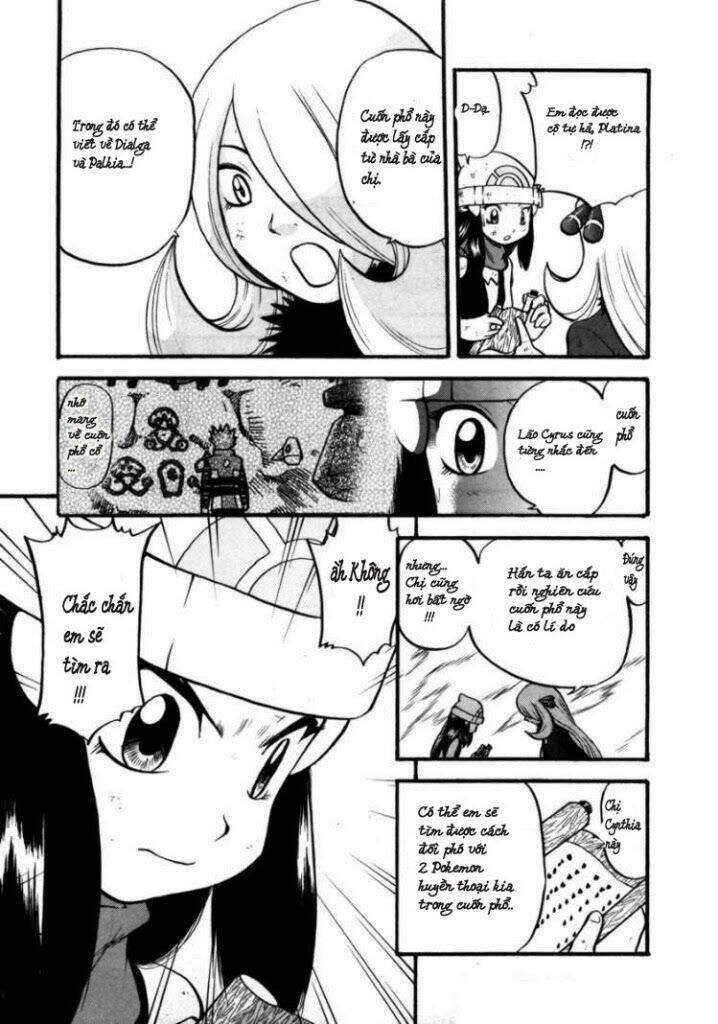 Em đọc được
cộ tự hả, Platina
!?!
D-Dạ.
Cuốn phổ này
được lấy cắp
từ nhà bà của
chị.
Trong đó có thể
viết về Dialga
và Palkia...!
cuốn
phổ
Lão Cyrus cũng
từng nhắc đến
....
nhớ
mang
về cuộn
phổ cổ
...
Đúng
vậy
Hắn ta ăn cắp
rồi nghiên cứu
cuốn phổ này
là có lí do
nhưng...
Chị cũng
hơi bất ngờ
!!!
Chị
Cynthia
này
Có thể em sẽ
tìm được cách
đối phó với
2 Pokemon
huyền thoại kia
trong cuốn phổ..
àh Không
!!
Chắc chắn
em sẽ
tìm ra
!!!